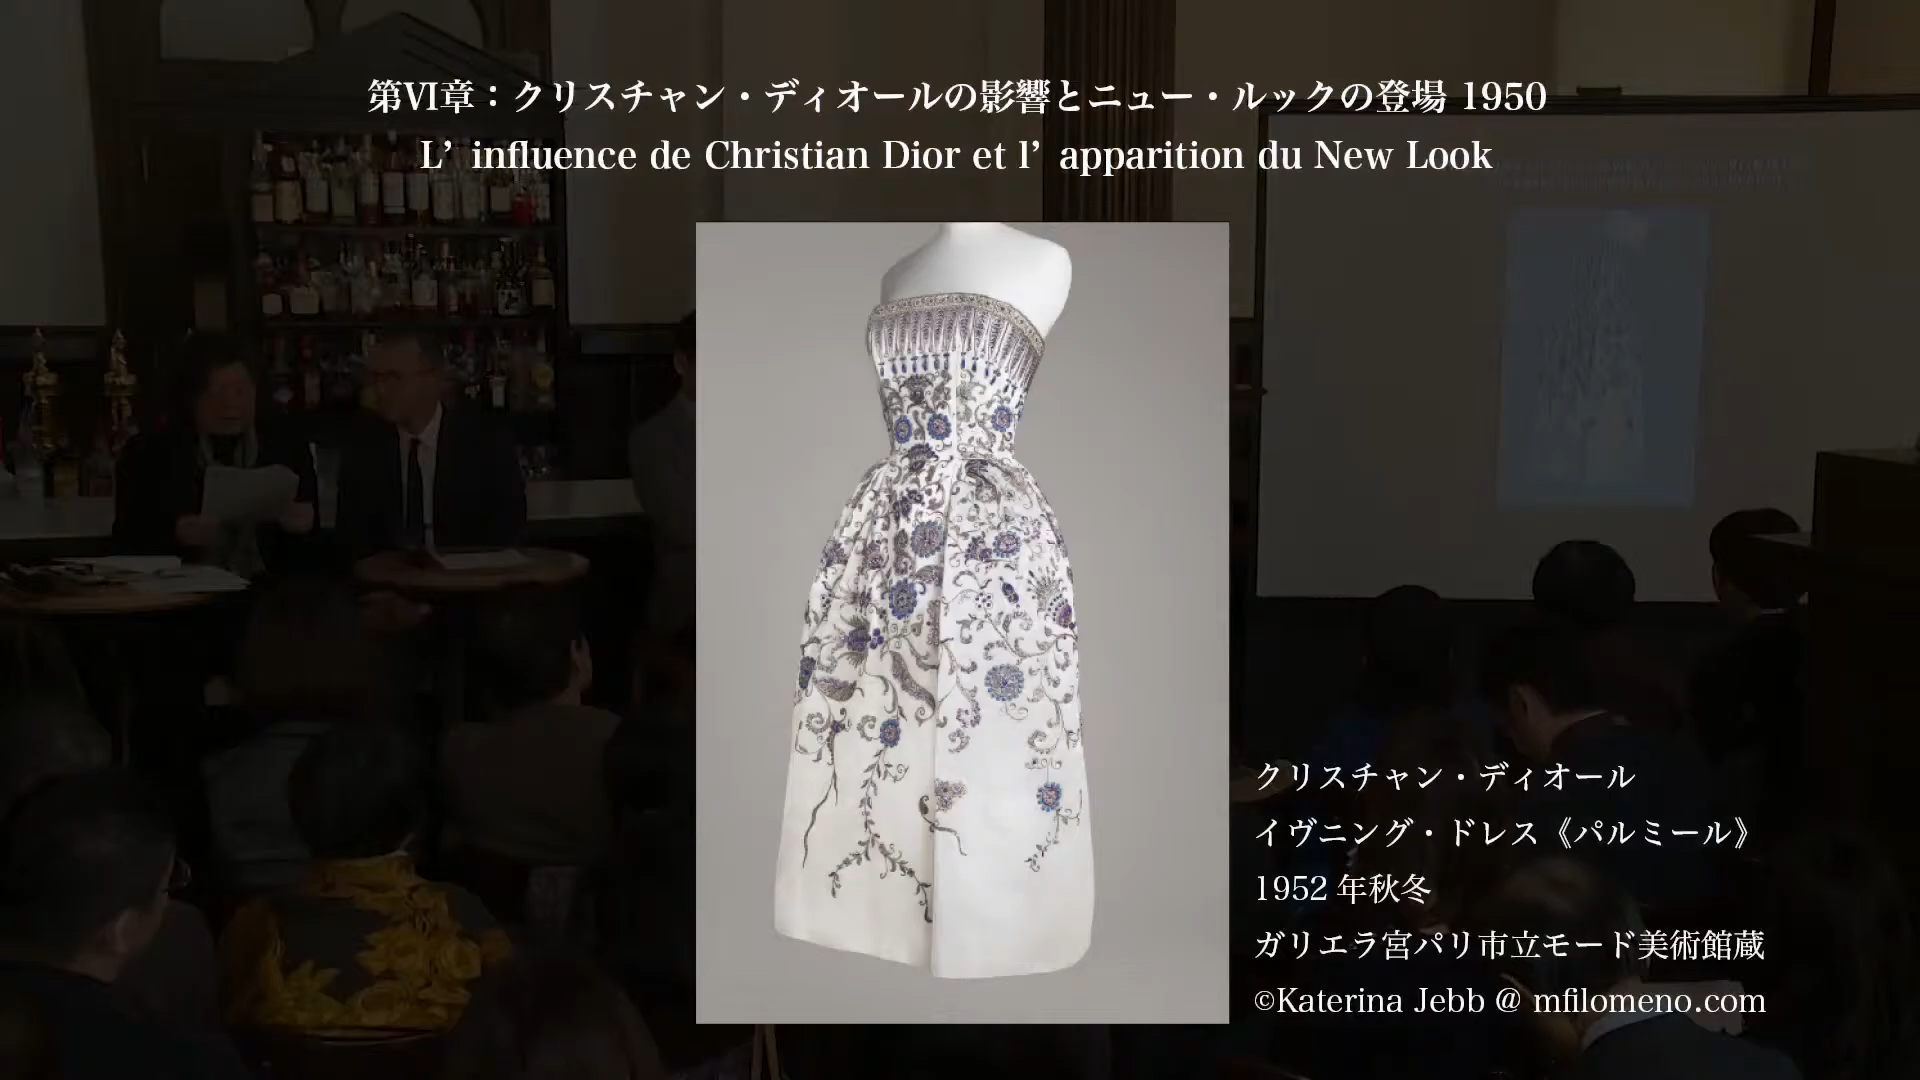 第VI章：クリスチャン・ディオールの影響とニュー・ルックの登場 1950
L’influence de Christian Dior et l’apparition du New Look
クリスチャン・ディオール
イヴニング・ドレス《パルミール》
1952 年秋冬
ガリエラ宮パリ市立モード美術館蔵
©Katerina Jebb @ mfilomeno.com